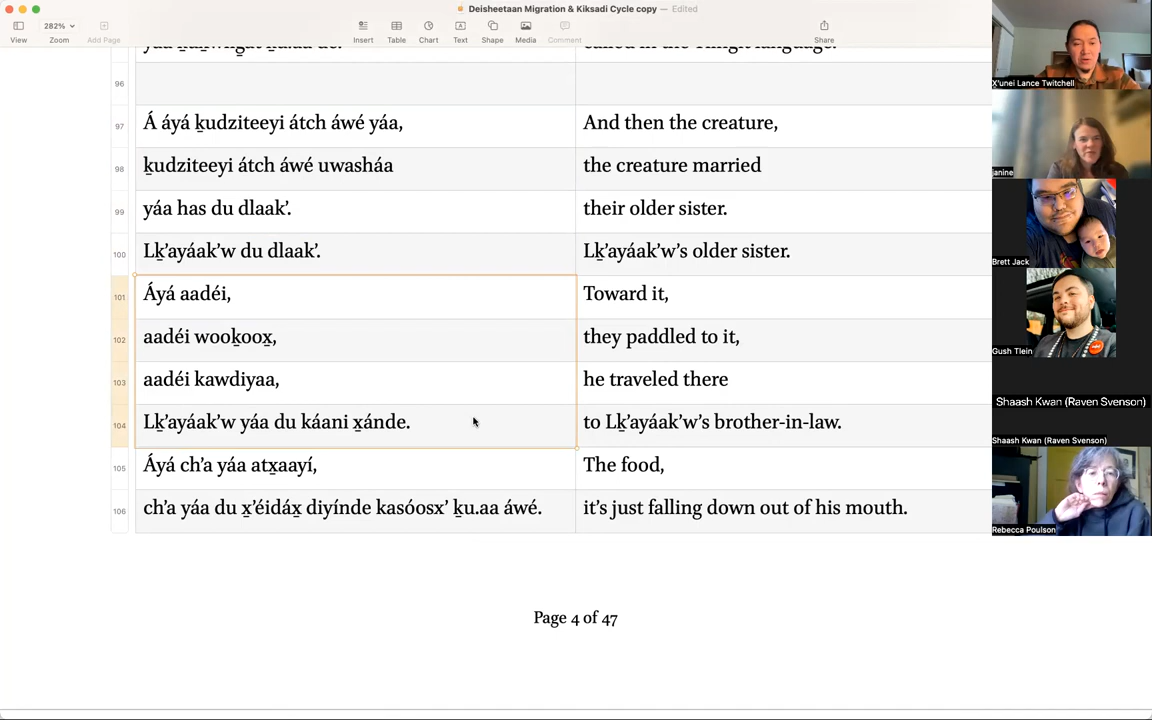 Deisheetaan Migration & Kiksadi Cycle copy — Edited
282%
View Zoom Add Page Insert Table Chart Text Shape Media Comment Share
96
97 Á áyá ḵudziteeyi átch áwé yáa, And then the creature,
98 ḵudziteeyi átch áwé uwasháa the creature married
99 yáa has du dlaak’. their older sister.
100 Lḵ’ayáak’w du dlaak’. Lḵ’ayáak’w’s older sister.
101 Áyá aadéi, Toward it,
102 aadéi wooḵoox̱, they paddled to it,
103 aadéi kawdiyaa, he traveled there
104 Lḵ’ayáak’w yáa du káani x̱ánde. to Lḵ’ayáak’w’s brother-in-law.
105 Áyá ch’a yáa atx̱aayí, The food,
106 ch’a yáa du x̱’éidáx̱ diyínde kasóosx’ ḵu.aa áwé. it’s just falling down out of his mouth.
Page 4 of 47
X'unei Lance Twitchell
janine
Brett Jack
Gush Tlein
Shaash Kwan (Raven Svenson)
Shaash Kwan (Raven Svenson)
Rebecca Poulson